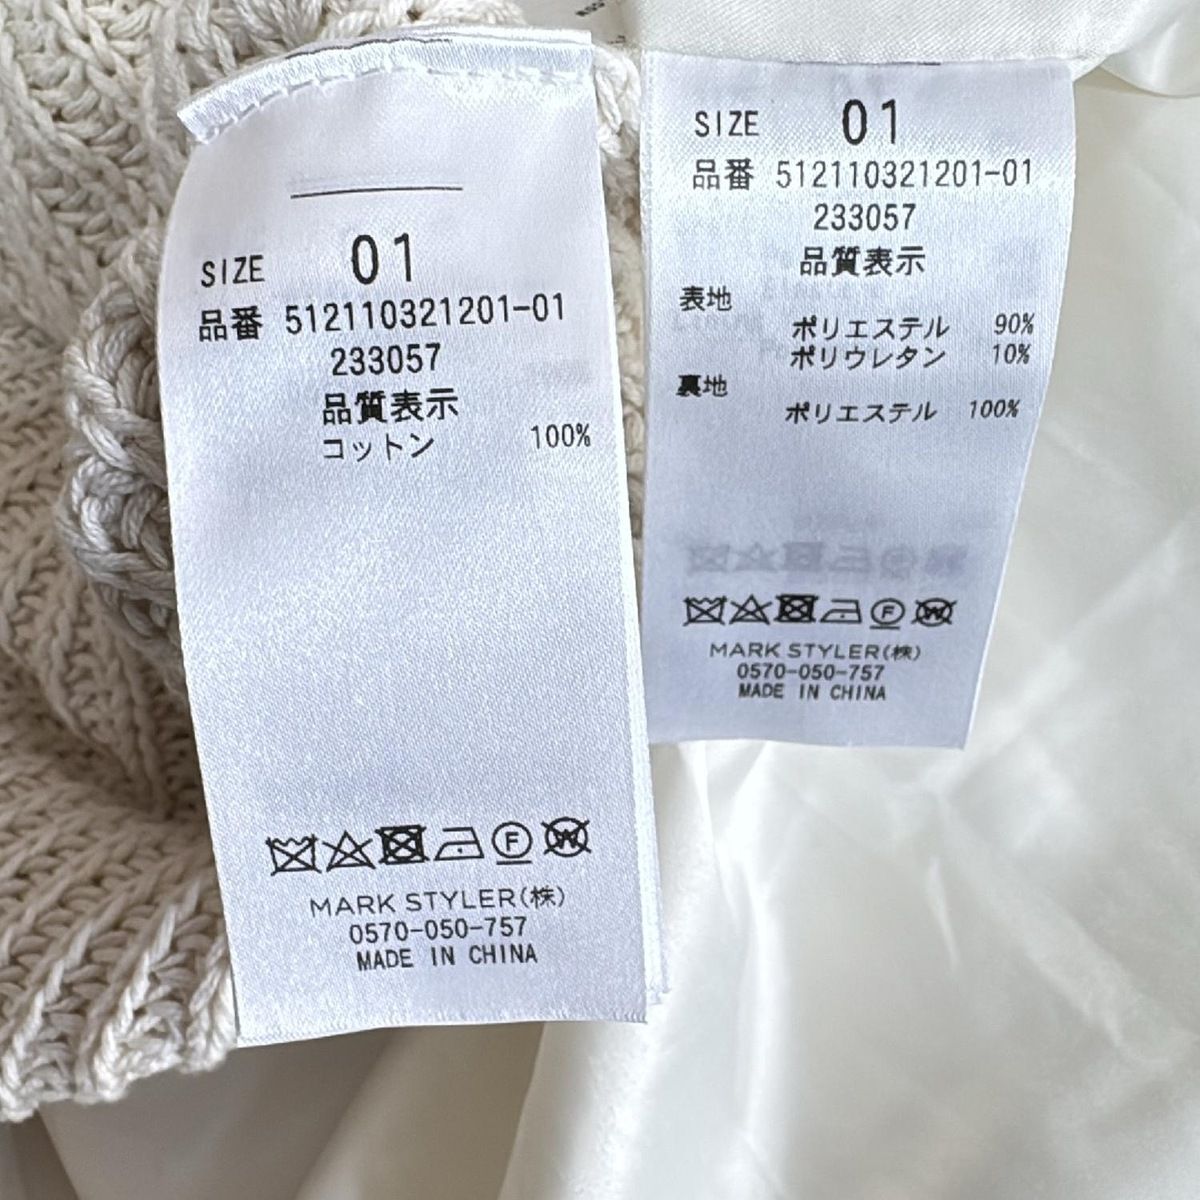 SIZE 01
品番 512110321201-01
233057
品質表示
コットン 100%
MARK STYLER(株)
0570-050-757
MADE IN CHINA
SIZE 01
品番 512110321201-01
233057
品質表示
表地
ポリエステル 90%
ポリウレタン 10%
裏地
ポリエステル 100%
MARK STYLER(株)
0570-050-757
MADE IN CHINA